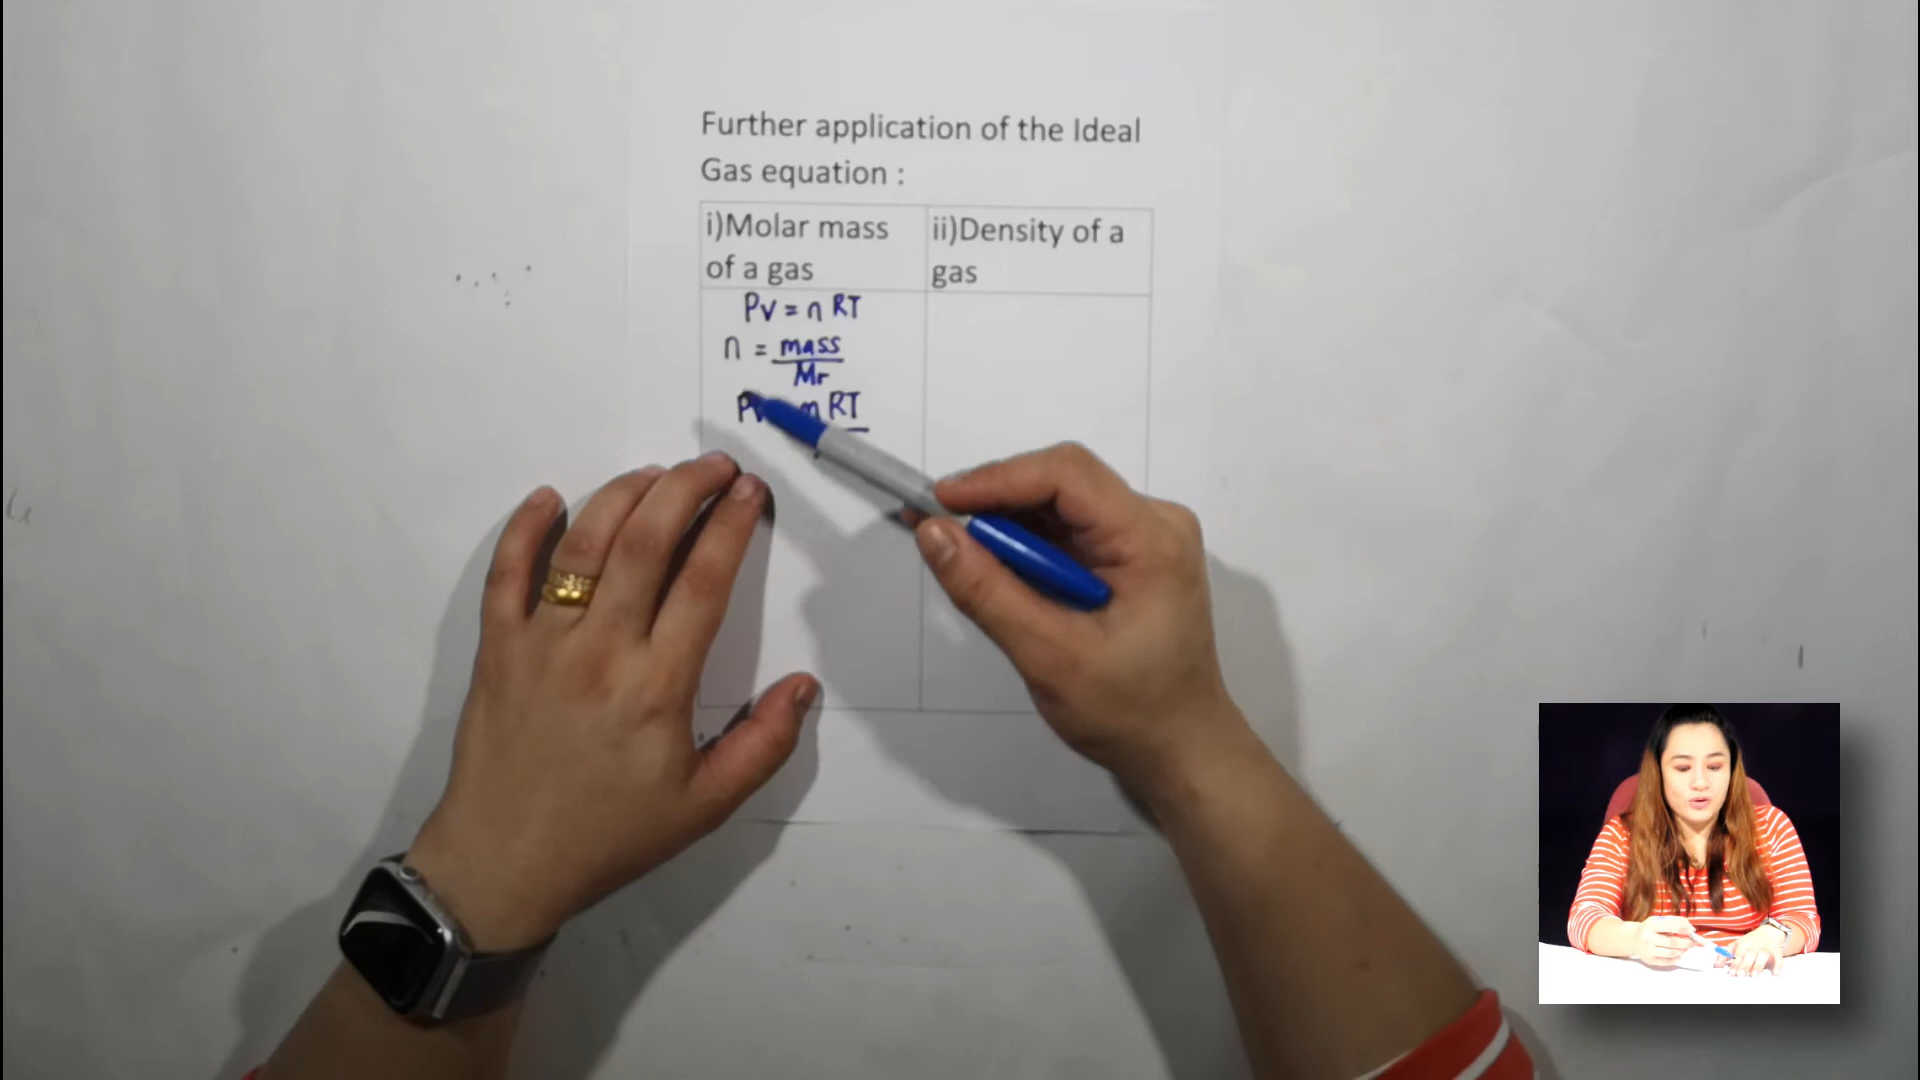 Further application of the Ideal
Gas equation :
i)Molar mass
of a gas
ii)Density of a
gas
PV = nRT
n = mass
Mr
RT